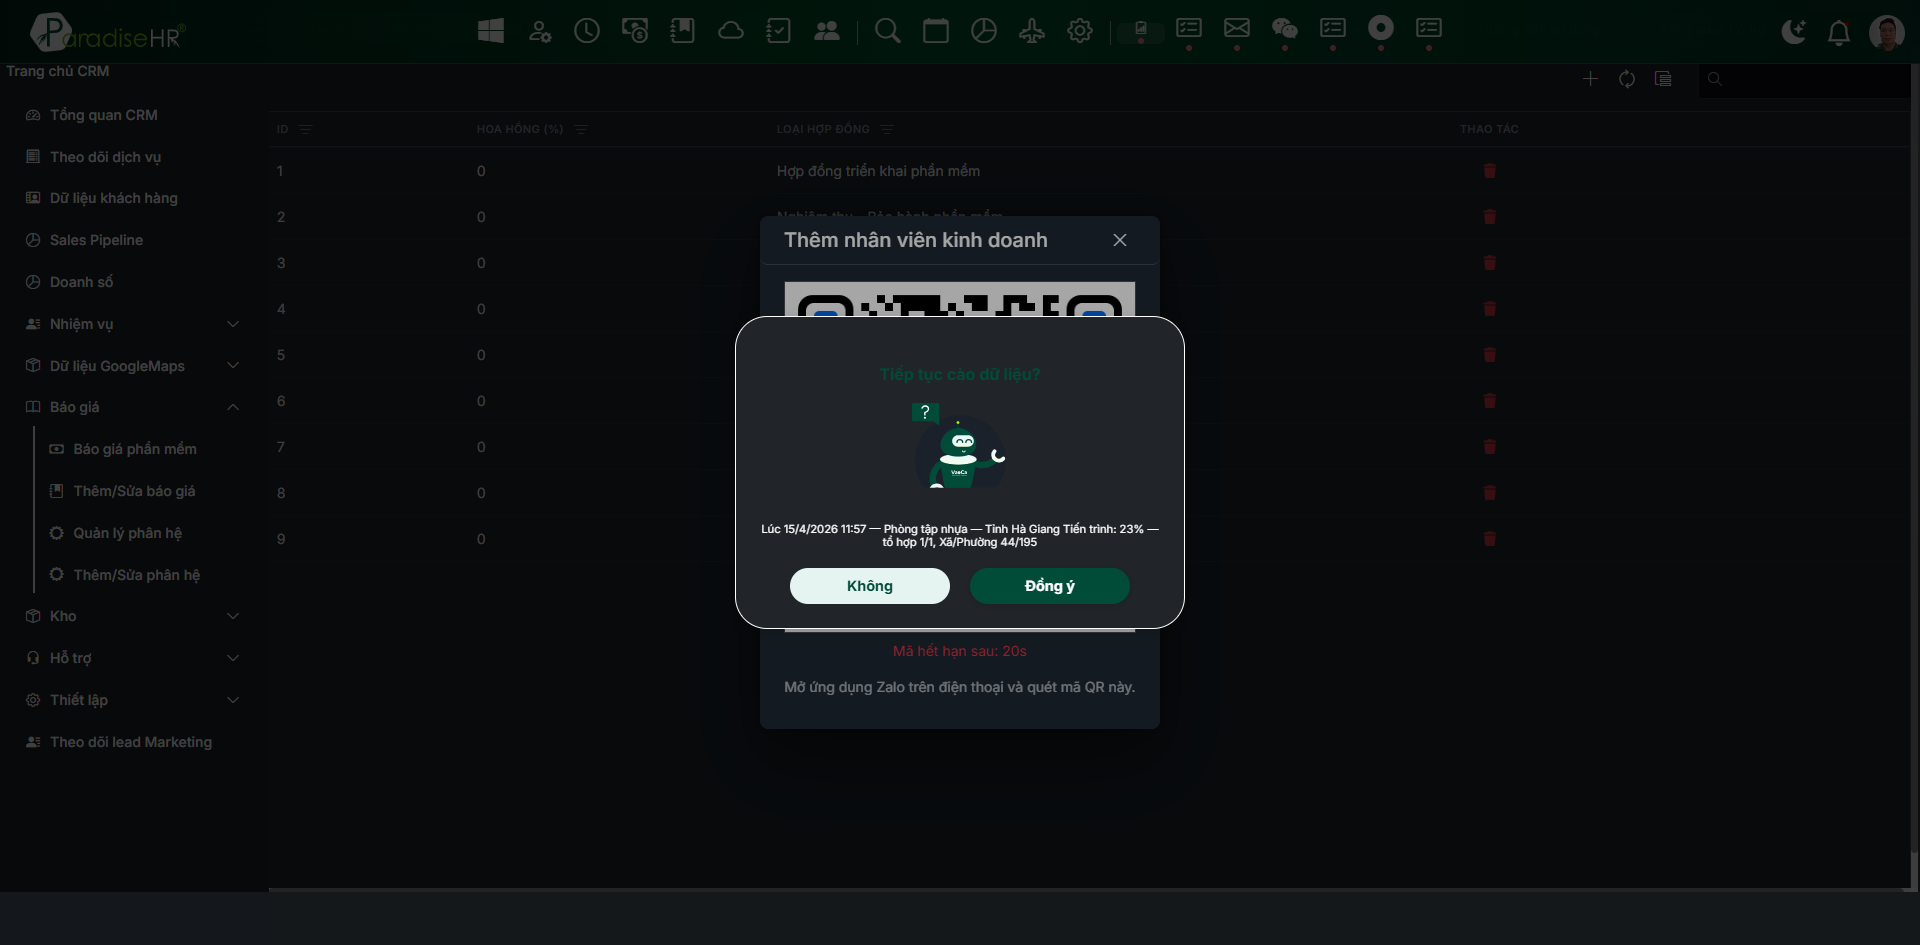 ParadiseHR®
Trang chủ CRM
Tổng quan CRM
Theo dõi dịch vụ
Dữ liệu khách hàng
Sales Pipeline
Doanh số
Nhiệm vụ
Dữ liệu GoogleMaps
Báo giá
Báo giá phần mềm
Thêm/Sửa báo giá
Quản lý phân hệ
Thêm/Sửa phân hệ
Kho
Hỗ trợ
Thiết lập
Theo dõi lead Marketing
ID HOA HỒNG (%) LOẠI HỢP ĐỒNG THAO TÁC
1 0 Hợp đồng triển khai phần mềm
2 0 Nghiệm thu - Bảo hành phần mềm
3 0
4 0
5 0
6 0
7 0
8 0
9 0
Thêm nhân viên kinh doanh
Tiếp tục cào dữ liệu?
?
VaoCa
Lúc 15/4/2026 11:57 — Phòng tập nhựa — Tỉnh Hà Giang Tiến trình: 23% —
tổ hợp 1/1, Xã/Phường 44/195
Không
Đồng ý
Mã hết hạn sau: 20s
Mở ứng dụng Zalo trên điện thoại và quét mã QR này.